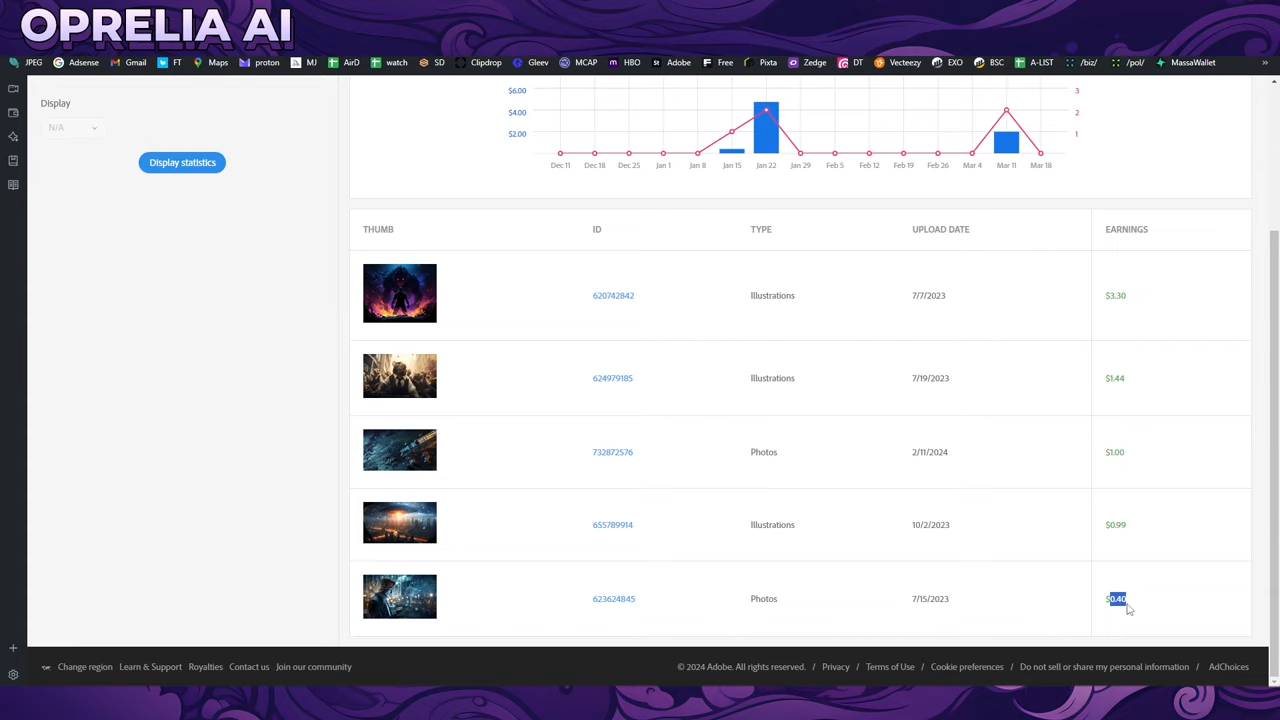 OPRELIA AI
JPEG Adsense Gmail FT Maps proton MJ AirD watch SD Clipdrop Gleev MCAP HBO Adobe Free Pixta Zedge DT Vecteezy EXO BSC A-LIST /biz/ /pol/ MassaWallet »
Display
N/A
Display statistics
$6.00 3
$4.00 2
$2.00 1
Dec 11 Dec 18 Dec 25 Jan 1 Jan 8 Jan 15 Jan 22 Jan 29 Feb 5 Feb 12 Feb 19 Feb 26 Mar 4 Mar 11 Mar 18
THUMB ID TYPE UPLOAD DATE EARNINGS
620742842 Illustrations 7/7/2023 $3.30
624979185 Illustrations 7/19/2023 $1.44
732872576 Photos 2/11/2024 $1.00
655789914 Illustrations 10/2/2023 $0.99
623624845 Photos 7/15/2023 $0.40
Change region Learn & Support Royalties Contact us Join our community © 2024 Adobe. All rights reserved. / Privacy / Terms of Use / Cookie preferences / Do not sell or share my personal information / AdChoices